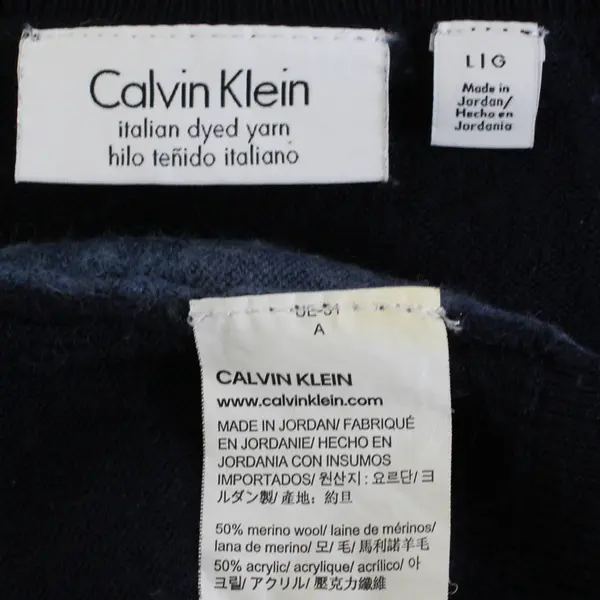 Calvin Klein
italian dyed yarn
hilo teñido italiano
L|G
Made in
Jordan/
Hecho en
Jordania
A
CALVIN KLEIN
www.calvinklein.com
MADE IN JORDAN/ FABRIQUÉ
EN JORDANIE/ HECHO EN
JORDANIA CON INSUMOS
IMPORTADOS/ 원산지 : 요르단/ ヨ
ルダン製/ 產地: 約旦
50% merino wool/ laine de mérinos/
lana de merino/ 모/ 毛/ 馬利諾羊毛
50% acrylic/ acrylique/ acrílico/ 아
크릴/ アクリル/ 壓克力纖維